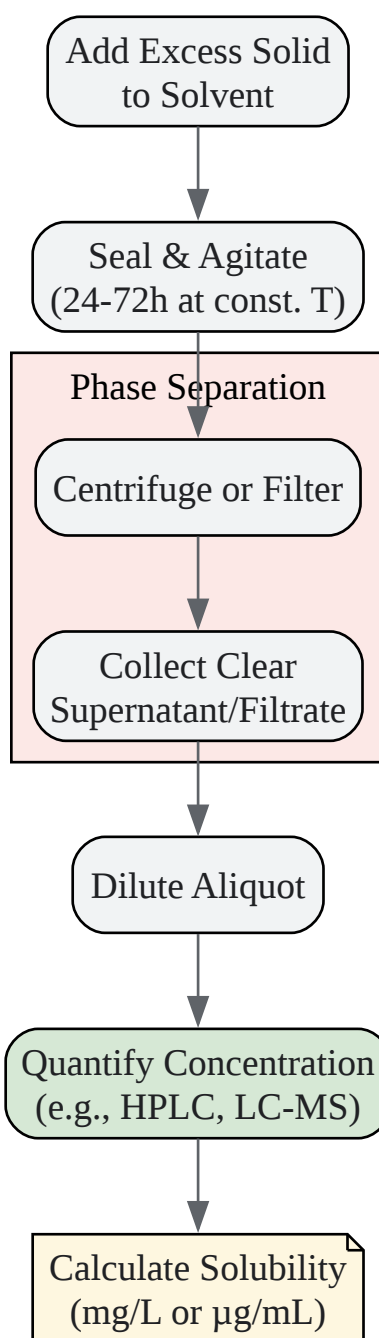 Add Excess Solid
to Solvent
Seal & Agitate
(24-72h at const. T)
Phase Separation
Centrifuge or Filter
Collect Clear
Supernatant/Filtrate
Dilute Aliquot
Quantify Concentration
(e.g., HPLC, LC-MS)
Calculate Solubility
(mg/L or µg/mL)